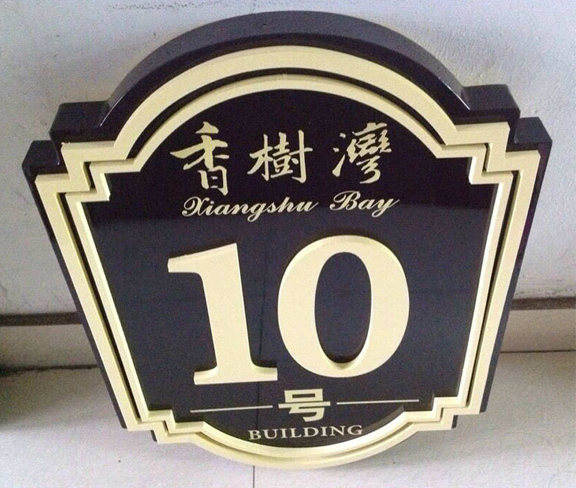 香樹灣
Xiangshu Bay
10
号
BUILDING